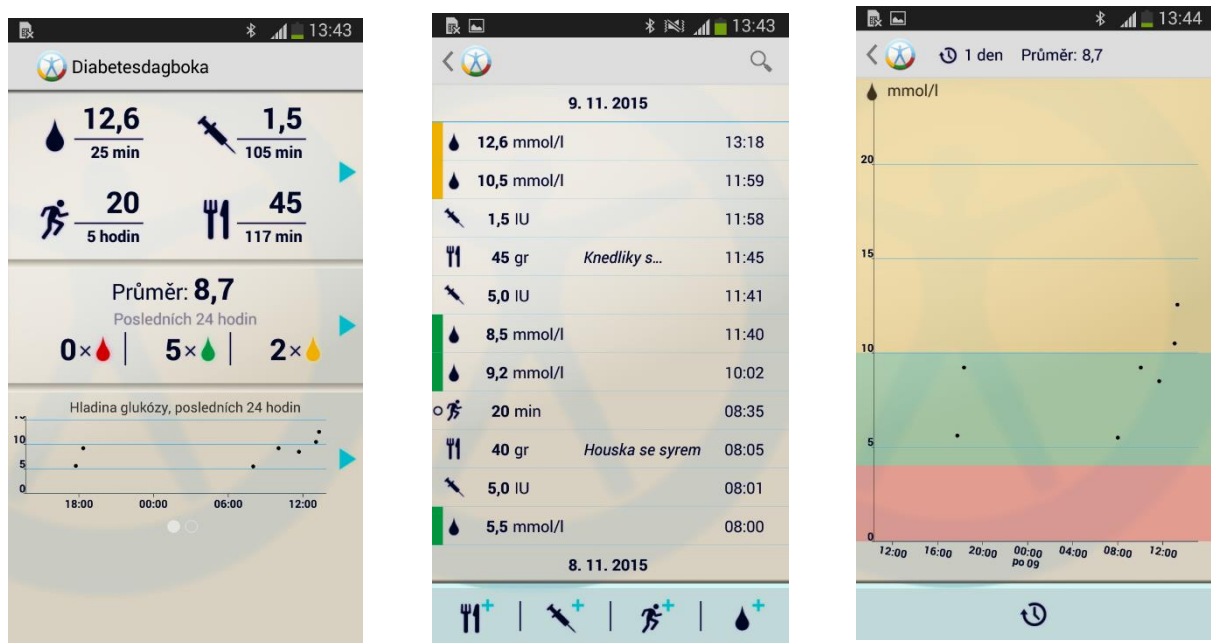 13:43
Diabetesdagboka
12,6 1,5
25 min 105 min
20 45
5 hodin 117 min
Průměr: 8,7
Posledních 24 hodin
0× 5× 2×
Hladina glukózy, posledních 24 hodin
10
5
0
18:00 00:00 06:00 12:00
13:43
9. 11. 2015
12,6 mmol/l 13:18
10,5 mmol/l 11:59
1,5 IU 11:58
45 gr Knedliky s... 11:45
5,0 IU 11:41
8,5 mmol/l 11:40
9,2 mmol/l 10:02
20 min 08:35
40 gr Houska se syrem 08:05
5,0 IU 08:01
5,5 mmol/l 08:00
8. 11. 2015
13:44
1 den Průměr: 8,7
mmol/l
20
15
10
5
0
12:00 16:00 20:00 00:00 04:00 08:00 12:00
po 09